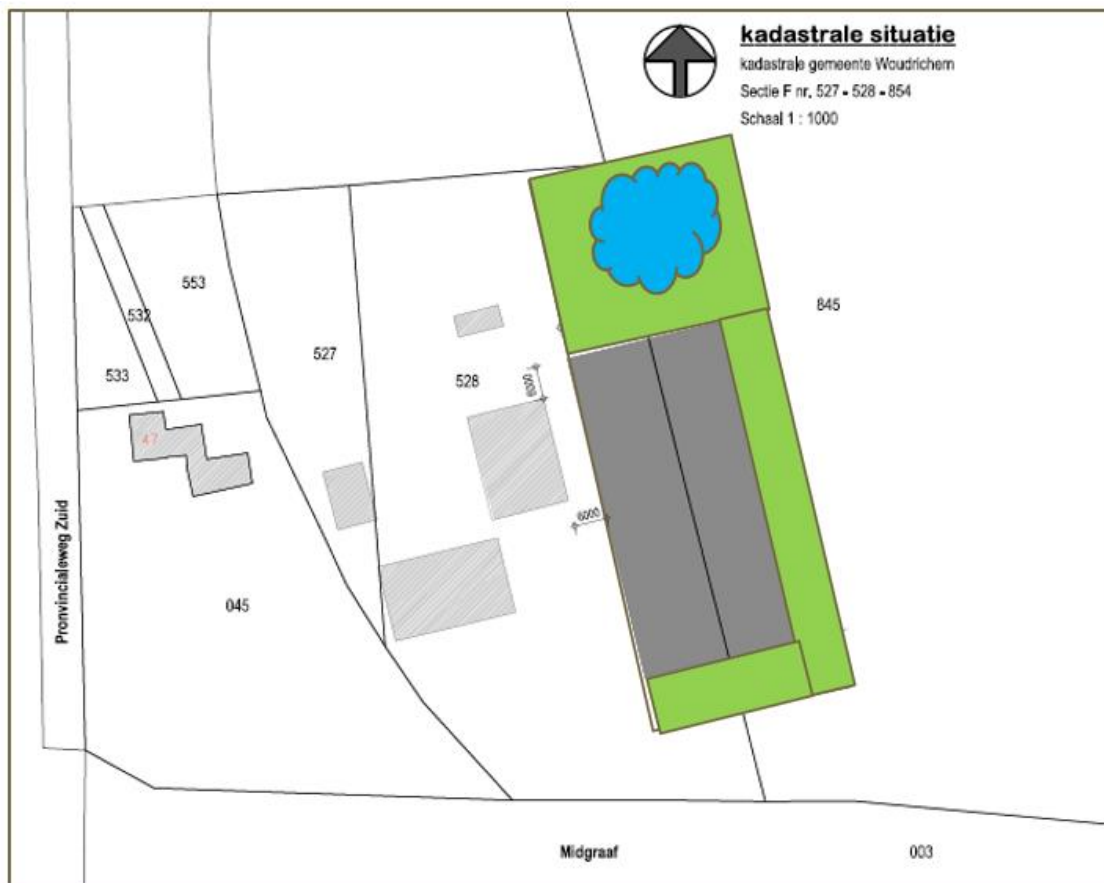 kadastrale situatie
kadastrale gemeente Woudrichem
Sectie F nr. 527 - 528 - 854
Schaal 1 : 1000
553
532
533
527
528
845
6000
47
6000
045
Pronvincialeweg Zuid
Midgraaf
003